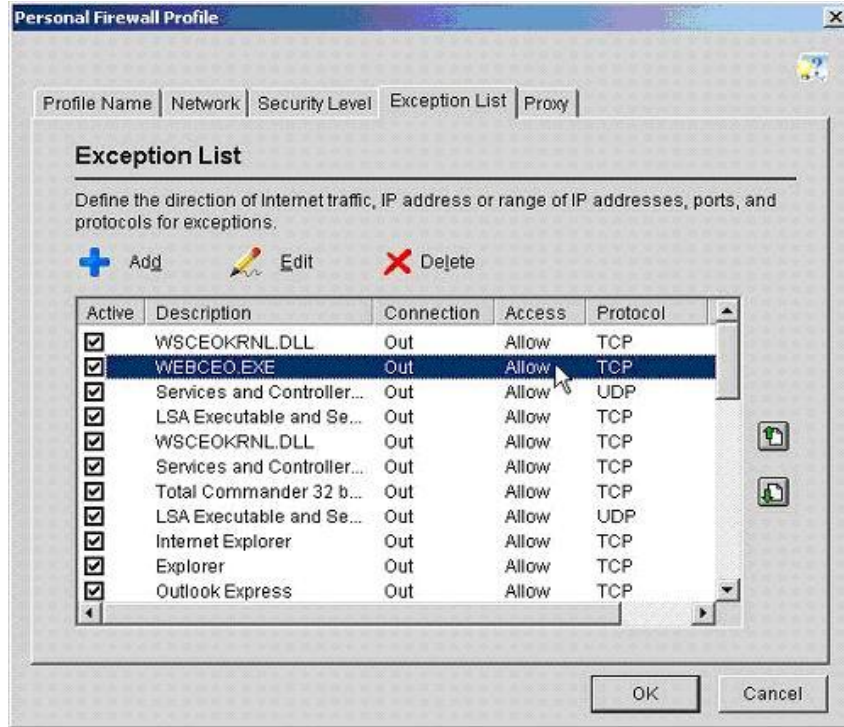 Personal Firewall Profile
Profile Name Network Security Level Exception List Proxy
Exception List
Define the direction of Internet traffic, IP address or range of IP addresses, ports, and
protocols for exceptions.
Add Edit Delete
Active Description Connection Access Protocol
WSCEOKRNL.DLL Out Allow TCP
WEBCEO.EXE Out Allow TCP
Services and Controller... Out Allow UDP
LSA Executable and Se... Out Allow TCP
WSCEOKRNL.DLL Out Allow TCP
Services and Controller... Out Allow TCP
Total Commander 32 b... Out Allow TCP
LSA Executable and Se... Out Allow UDP
Internet Explorer Out Allow TCP
Explorer Out Allow TCP
Outlook Express Out Allow TCP
OK Cancel